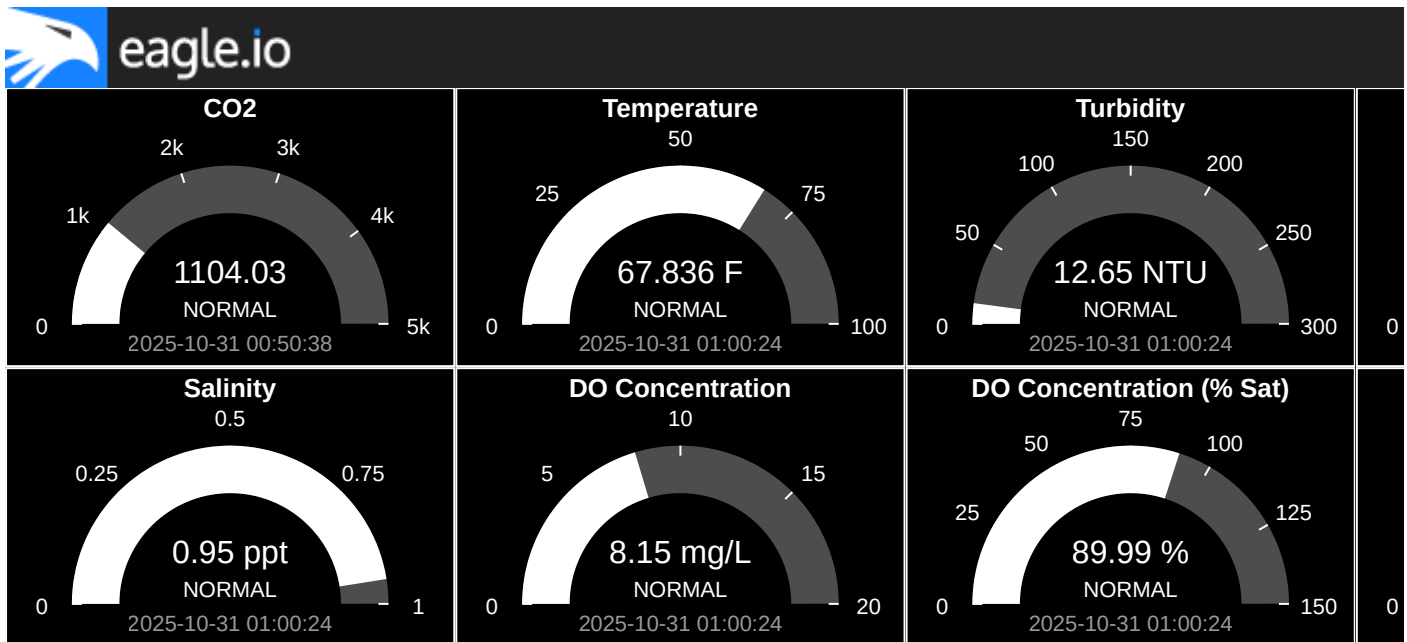 eagle.io
CO2
2k
3k
1k
4k
0
5k
1104.03
NORMAL
2025-10-31 00:50:38
Temperature
50
25
75
0
100
67.836 F
NORMAL
2025-10-31 01:00:24
Turbidity
150
100
200
50
250
0
300
12.65 NTU
NORMAL
2025-10-31 01:00:24
0
Salinity
0.5
0.25
0.75
0
1
0.95 ppt
NORMAL
2025-10-31 01:00:24
DO Concentration
10
5
15
0
20
8.15 mg/L
NORMAL
2025-10-31 01:00:24
DO Concentration (% Sat)
75
50
100
25
125
0
150
89.99 %
NORMAL
2025-10-31 01:00:24
0